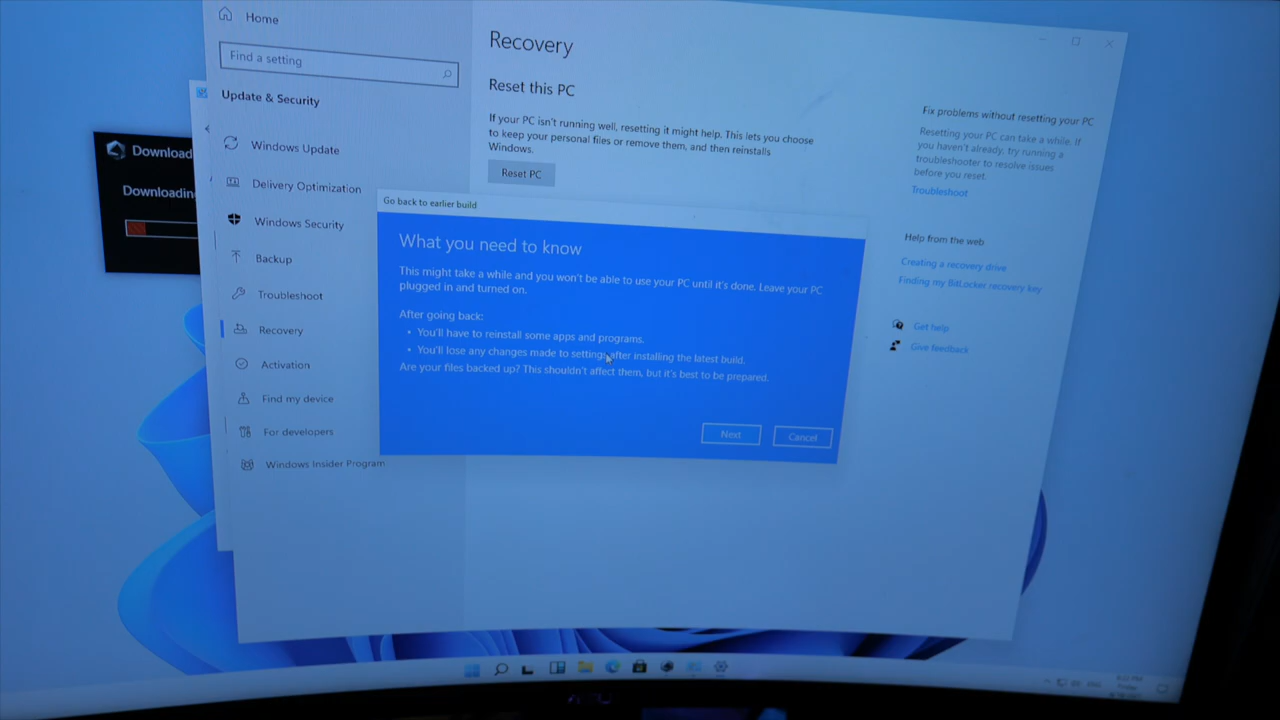 Home
Find a setting
Update & Security
Windows Update
Delivery Optimization
Windows Security
Backup
Troubleshoot
Recovery
Activation
Find my device
For developers
Windows Insider Program
Download
Downloading
Recovery
Reset this PC
If your PC isn't running well, resetting it might help. This lets you choose
to keep your personal files or remove them, and then reinstalls
Windows.
Reset PC
Go back to earlier build
What you need to know
This might take a while and you won't be able to use your PC until it's done. Leave your PC
plugged in and turned on.
After going back:
• You'll have to reinstall some apps and programs.
• You'll lose any changes made to settings after installing the latest build.
Are your files backed up? This shouldn't affect them, but it's best to be prepared.
Next
Cancel
Fix problems without resetting your PC
Resetting your PC can take a while. If
you haven't already, try running a
troubleshooter to resolve issues
before you reset.
Troubleshoot
Help from the web
Creating a recovery drive
Finding my BitLocker recovery key
Get help
Give feedback
ENG
Friday